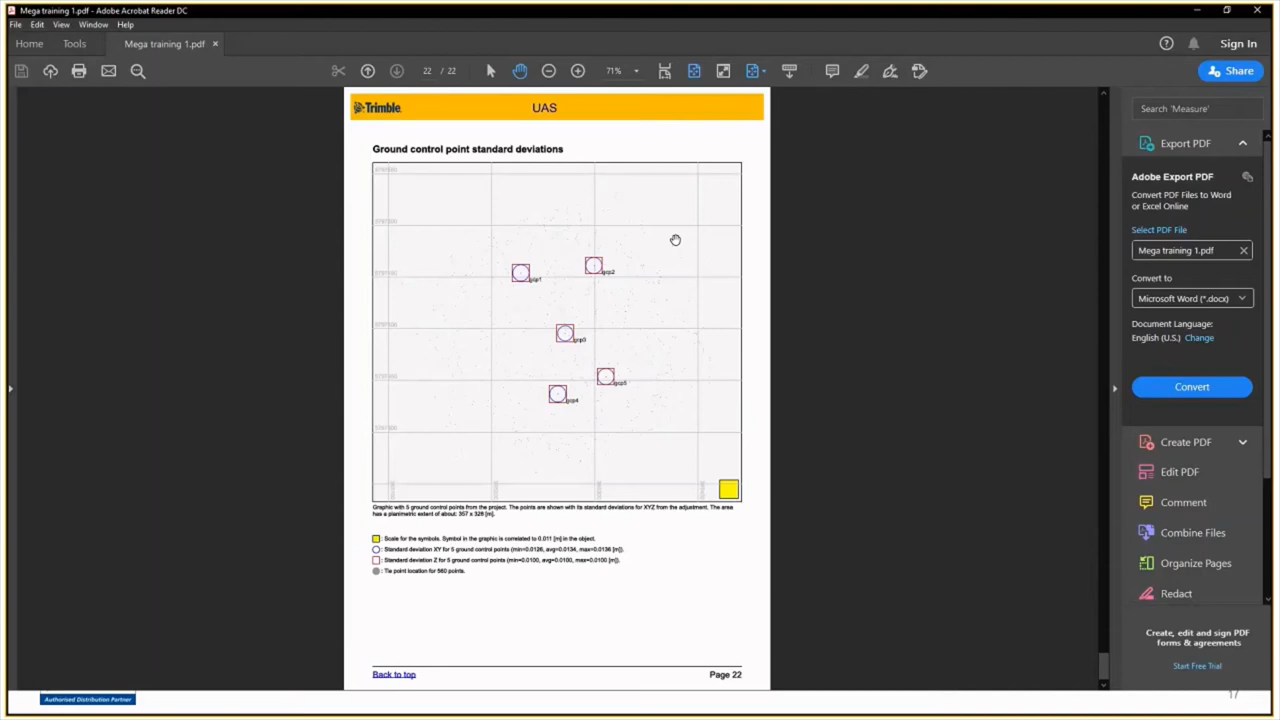 Mega training 1.pdf - Adobe Acrobat Reader DC
File Edit View Window Help
Home Tools Mega training 1.pdf × Sign In
22 / 22 71% Share
Trimble UAS
Search 'Measure'
Export PDF
Adobe Export PDF
Convert PDF Files to Word
or Excel Online
Select PDF File
Mega training 1.pdf
Convert to
Microsoft Word (*.docx)
Document Language:
English (U.S.) Change
Convert
Create PDF
Edit PDF
Comment
Combine Files
Organize Pages
Redact
Create, edit and sign PDF
forms & agreements
Start Free Trial
Ground control point standard deviations
gcp1
gcp2
gcp3
gcp4
gcp5
Graphic with 5 ground control points from the project. The points are shown with its standard deviations for XYZ from the adjustment. The area
has a planimetric extent of about: 357 x 328 [m].
: Scale for the symbols. Symbol in the graphic is correlated to 0.011 [m] in the object.
: Standard deviation XY for 5 ground control points (min=0.0126, avg=0.0134, max=0.0136 [m]).
: Standard deviation Z for 5 ground control points (min=0.0100, avg=0.0100, max=0.0100 [m]).
: Tie point location for 560 points.
Back to top Page 22
Authorised Distribution Partner
17